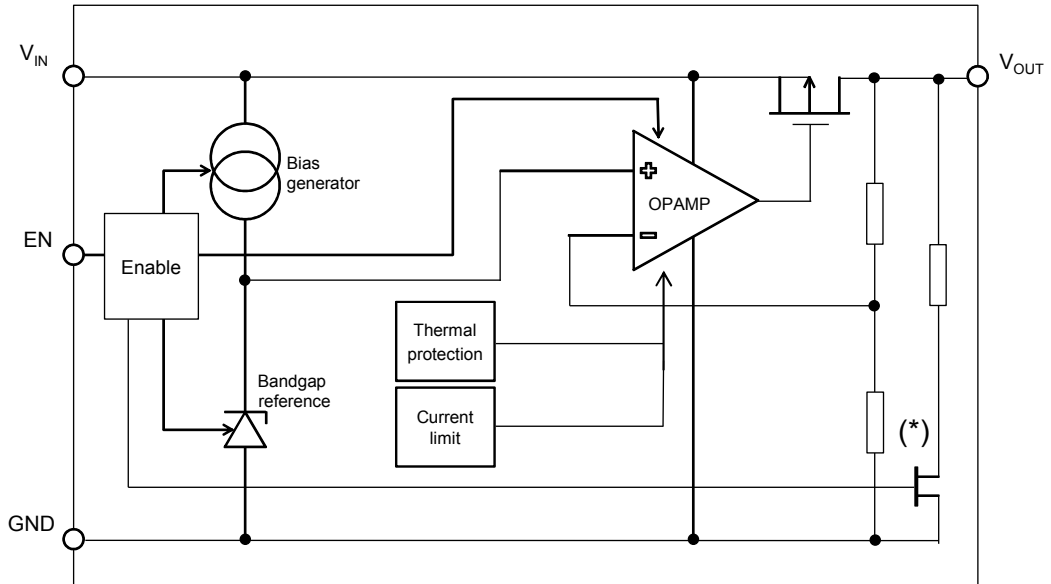 V_IN
V_OUT
Bias
generator
OPAMP
EN
Enable
Thermal
protection
Bandgap
reference
Current
limit
(*)
GND